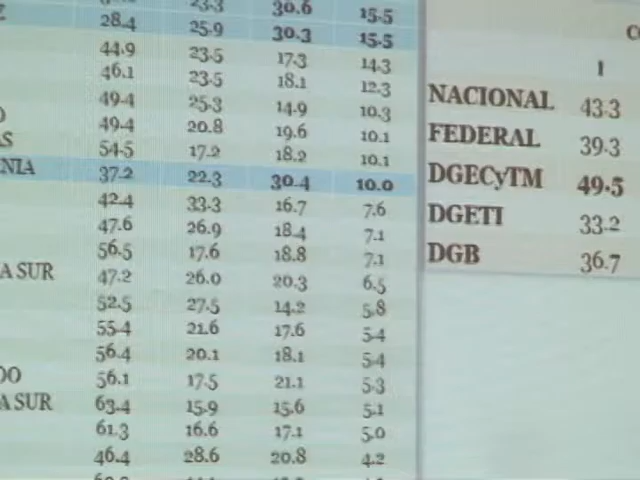 23.3 30.6 15.5
28.4 25.9 30.3 15.5
44.9 23.5 17.3 14.3
46.1 23.5 18.1 12.3
49.4 25.3 14.9 10.3
49.4 20.8 19.6 10.1
AS 54.5 17.2 18.2 10.1
NIA 37.2 22.3 30.4 10.0
42.4 33.3 16.7 7.6
47.6 26.9 18.4 7.1
56.5 17.6 18.8 7.1
A SUR 47.2 26.0 20.3 6.5
52.5 27.5 14.2 5.8
55.4 21.6 17.6 5.4
56.4 20.1 18.1 5.4
DO 56.1 17.5 21.1 5.3
A SUR 63.4 15.9 15.6 5.1
61.3 16.6 17.1 5.0
46.4 28.6 20.8 4.2
I
NACIONAL 43.3
FEDERAL 39.3
DGECyTM 49.5
DGETI 33.2
DGB 36.7